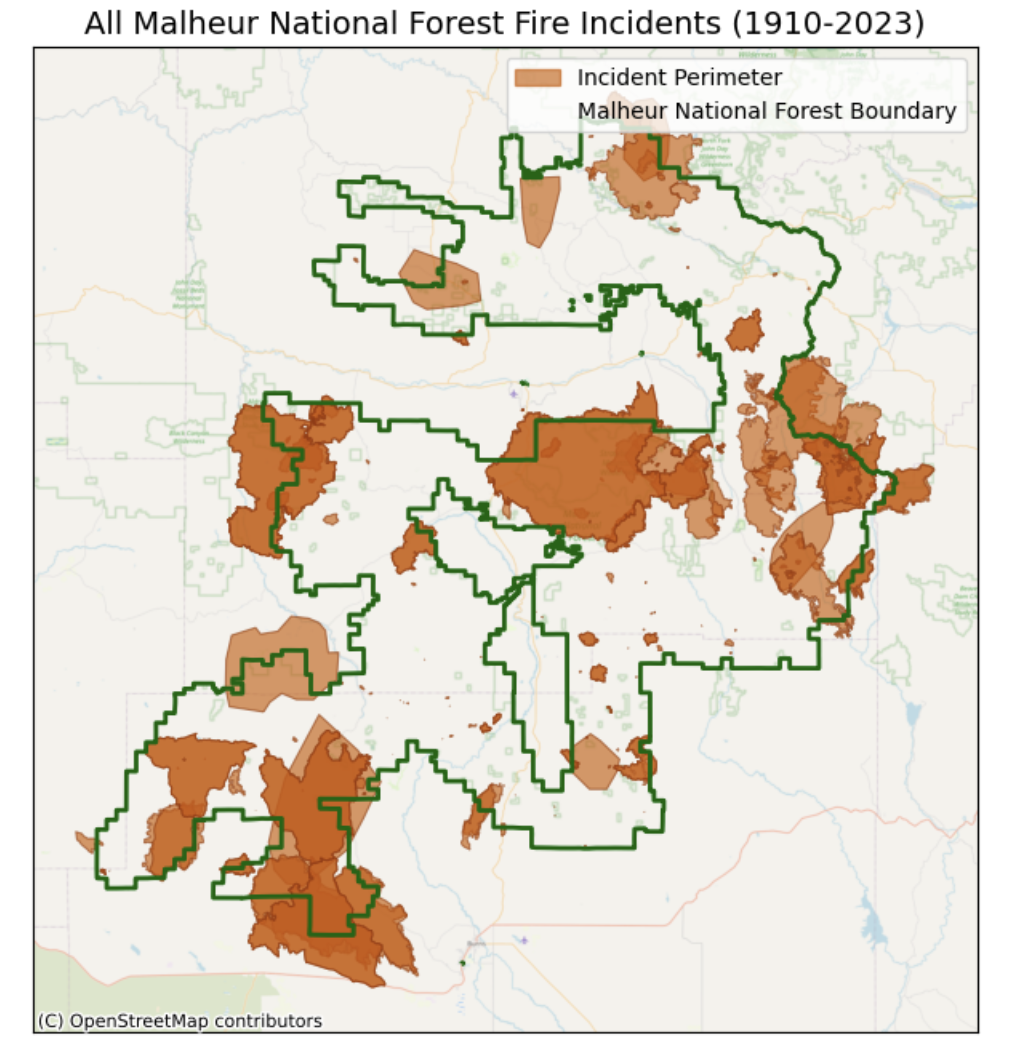 All Malheur National Forest Fire Incidents (1910-2023)
Incident Perimeter
Malheur National Forest Boundary
(C) OpenStreetMap contributors